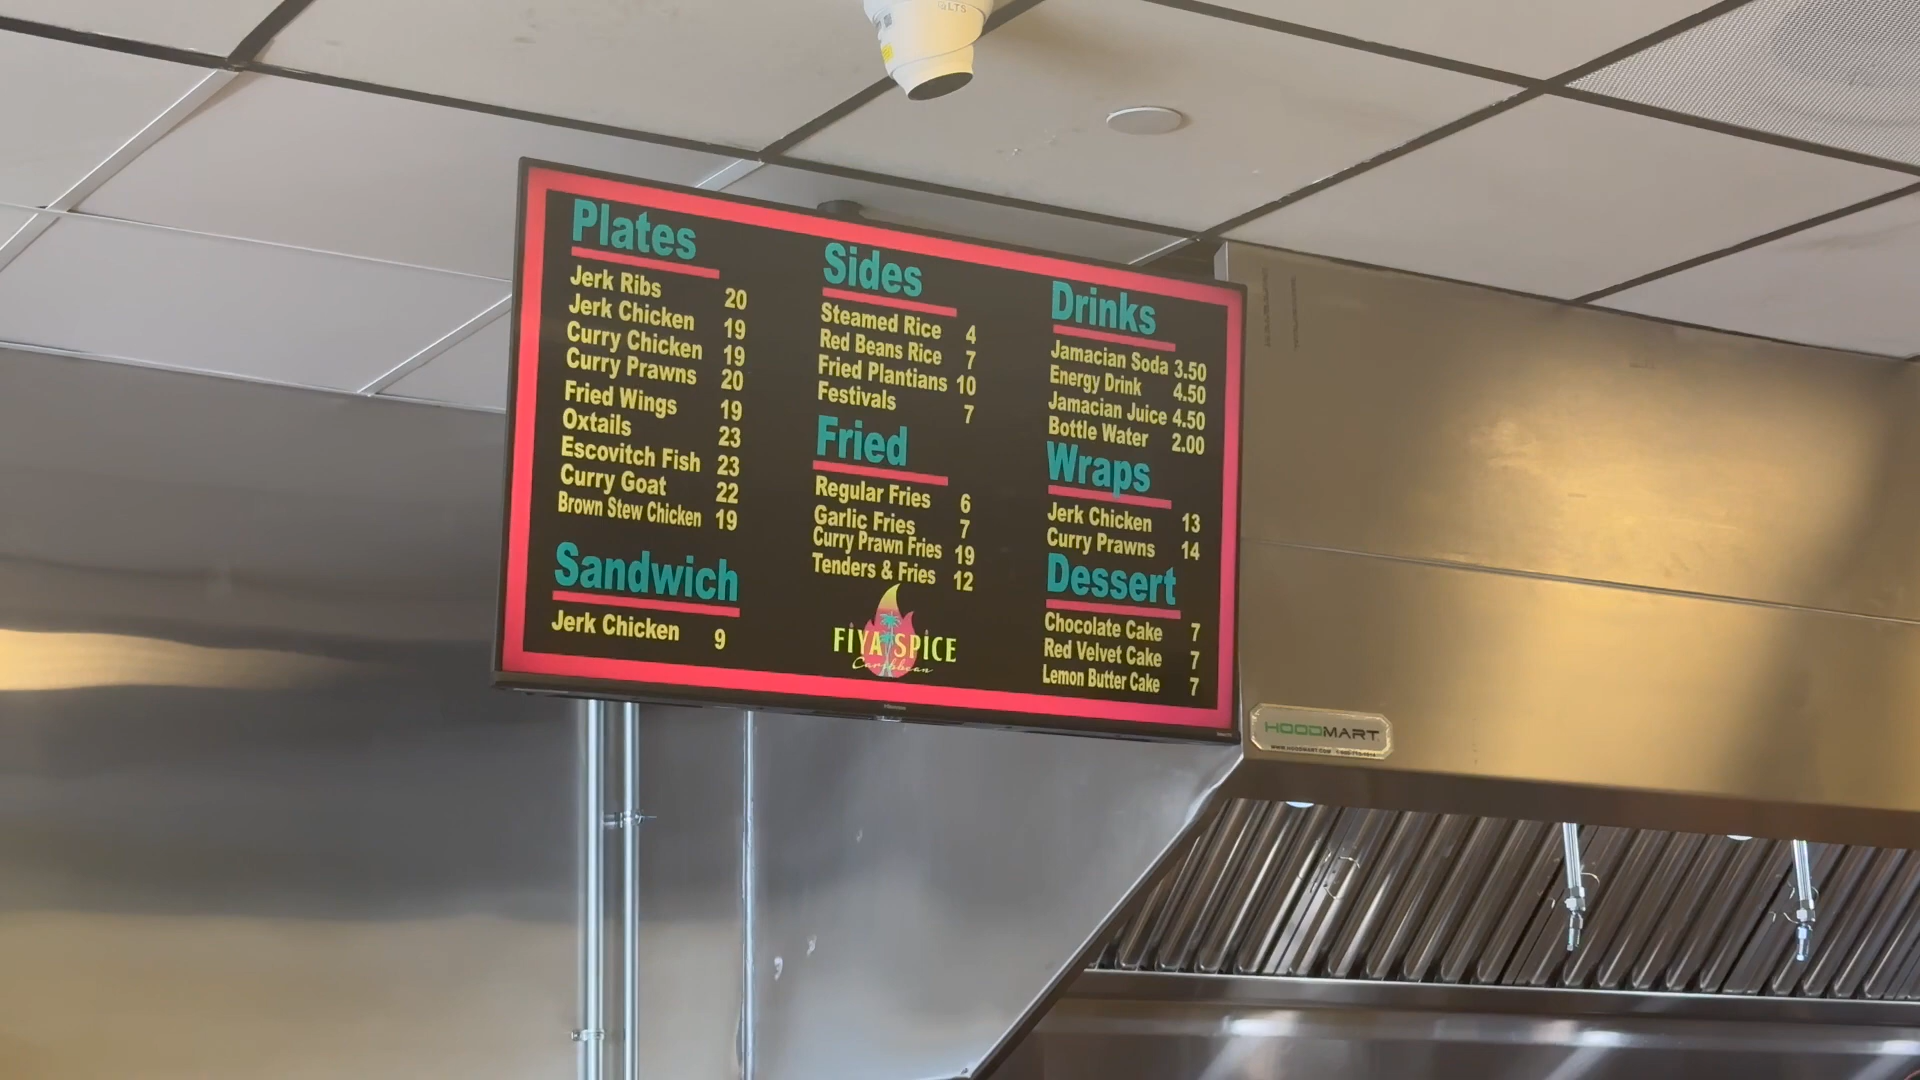 LTS
Plates
Jerk Ribs 20
Jerk Chicken 19
Curry Chicken 19
Curry Prawns 20
Fried Wings 19
Oxtails 23
Escovitch Fish 23
Curry Goat 22
Brown Stew Chicken 19
Sandwich
Jerk Chicken 9
Sides
Steamed Rice 4
Red Beans Rice 7
Fried Plantians 10
Festivals 7
Fried
Regular Fries 6
Garlic Fries 7
Curry Prawn Fries 19
Tenders & Fries 12
FIYA SPICE
Caribbean
Drinks
Jamacian Soda 3.50
Energy Drink 4.50
Jamacian Juice 4.50
Bottle Water 2.00
Wraps
Jerk Chicken 13
Curry Prawns 14
Dessert
Chocolate Cake 7
Red Velvet Cake 7
Lemon Butter Cake 7
Hisense
HOODMART